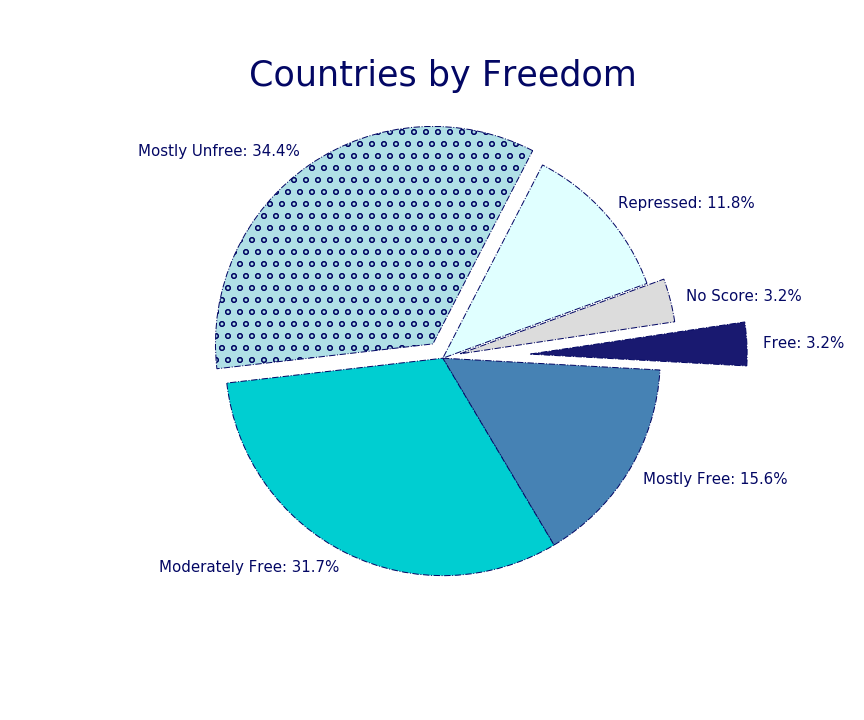 Countries by Freedom
Mostly Unfree: 34.4%
Repressed: 11.8%
No Score: 3.2%
Free: 3.2%
Mostly Free: 15.6%
Moderately Free: 31.7%